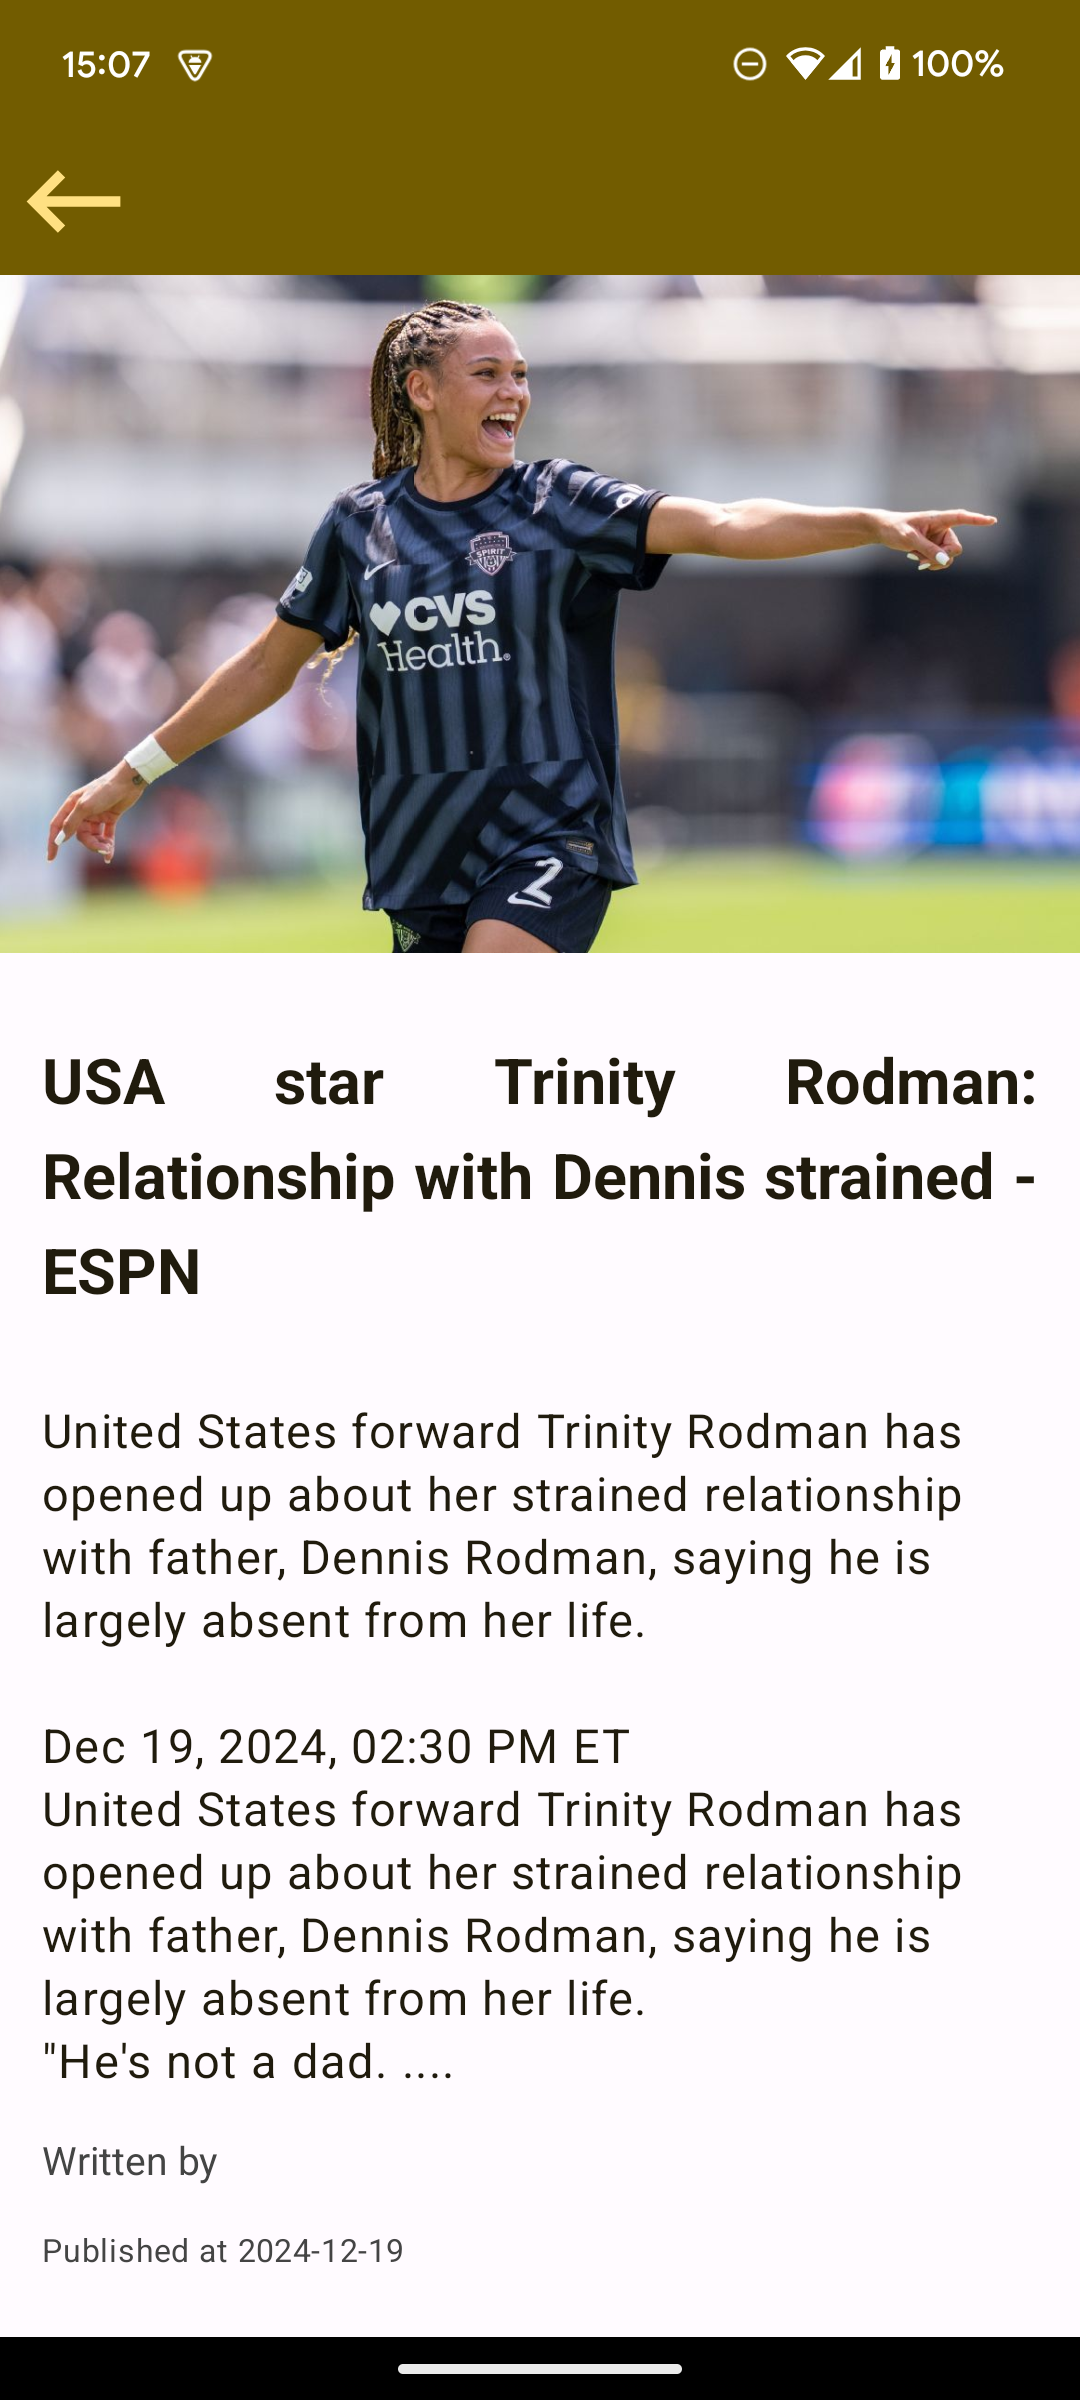 15:07
100%
SPIRIT
CVS
Health
2
USA star Trinity Rodman:
Relationship with Dennis strained -
ESPN
United States forward Trinity Rodman has
opened up about her strained relationship
with father, Dennis Rodman, saying he is
largely absent from her life.
Dec 19, 2024, 02:30 PM ET
United States forward Trinity Rodman has
opened up about her strained relationship
with father, Dennis Rodman, saying he is
largely absent from her life.
"He's not a dad. ....
Written by
Published at 2024-12-19